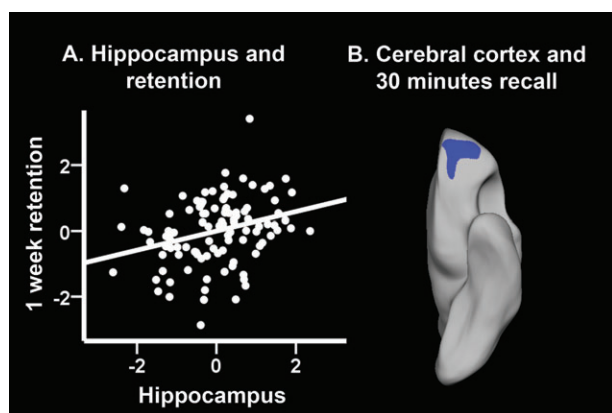 A. Hippocampus and
retention
B. Cerebral cortex and
30 minutes recall
1 week retention
2
0
-2
-2
0
2
Hippocampus